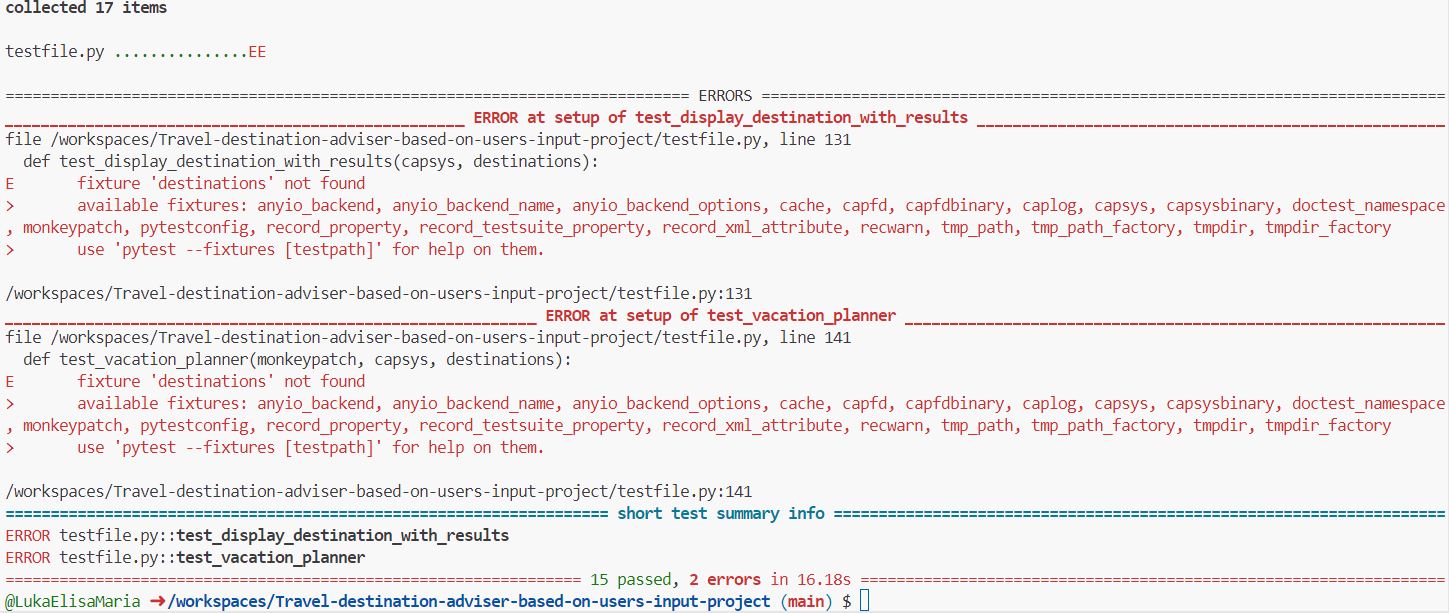 collected 17 items
testfile.py ...............EE
============================================================================ ERRORS ============================================================================
___________________________________________________ ERROR at setup of test_display_destination_with_results ____________________________________________________
file /workspaces/Travel-destination-adviser-based-on-users-input-project/testfile.py, line 131
  def test_display_destination_with_results(capsys, destinations):
E       fixture 'destinations' not found
>       available fixtures: anyio_backend, anyio_backend_name, anyio_backend_options, cache, capfd, capfdbinary, caplog, capsys, capsysbinary, doctest_namespace
, monkeypatch, pytestconfig, record_property, record_testsuite_property, record_xml_attribute, recwarn, tmp_path, tmp_path_factory, tmpdir, tmpdir_factory
>       use 'pytest --fixtures [testpath]' for help on them.
/workspaces/Travel-destination-adviser-based-on-users-input-project/testfile.py:131
___________________________________________________________ ERROR at setup of test_vacation_planner ____________________________________________________________
file /workspaces/Travel-destination-adviser-based-on-users-input-project/testfile.py, line 141
  def test_vacation_planner(monkeypatch, capsys, destinations):
E       fixture 'destinations' not found
>       available fixtures: anyio_backend, anyio_backend_name, anyio_backend_options, cache, capfd, capfdbinary, caplog, capsys, capsysbinary, doctest_namespace
, monkeypatch, pytestconfig, record_property, record_testsuite_property, record_xml_attribute, recwarn, tmp_path, tmp_path_factory, tmpdir, tmpdir_factory
>       use 'pytest --fixtures [testpath]' for help on them.
/workspaces/Travel-destination-adviser-based-on-users-input-project/testfile.py:141
=================================================================== short test summary info ====================================================================
ERROR testfile.py::test_display_destination_with_results
ERROR testfile.py::test_vacation_planner
================================================================ 15 passed, 2 errors in 16.18s =================================================================
@LukaElisaMaria ➜/workspaces/Travel-destination-adviser-based-on-users-input-project (main) $